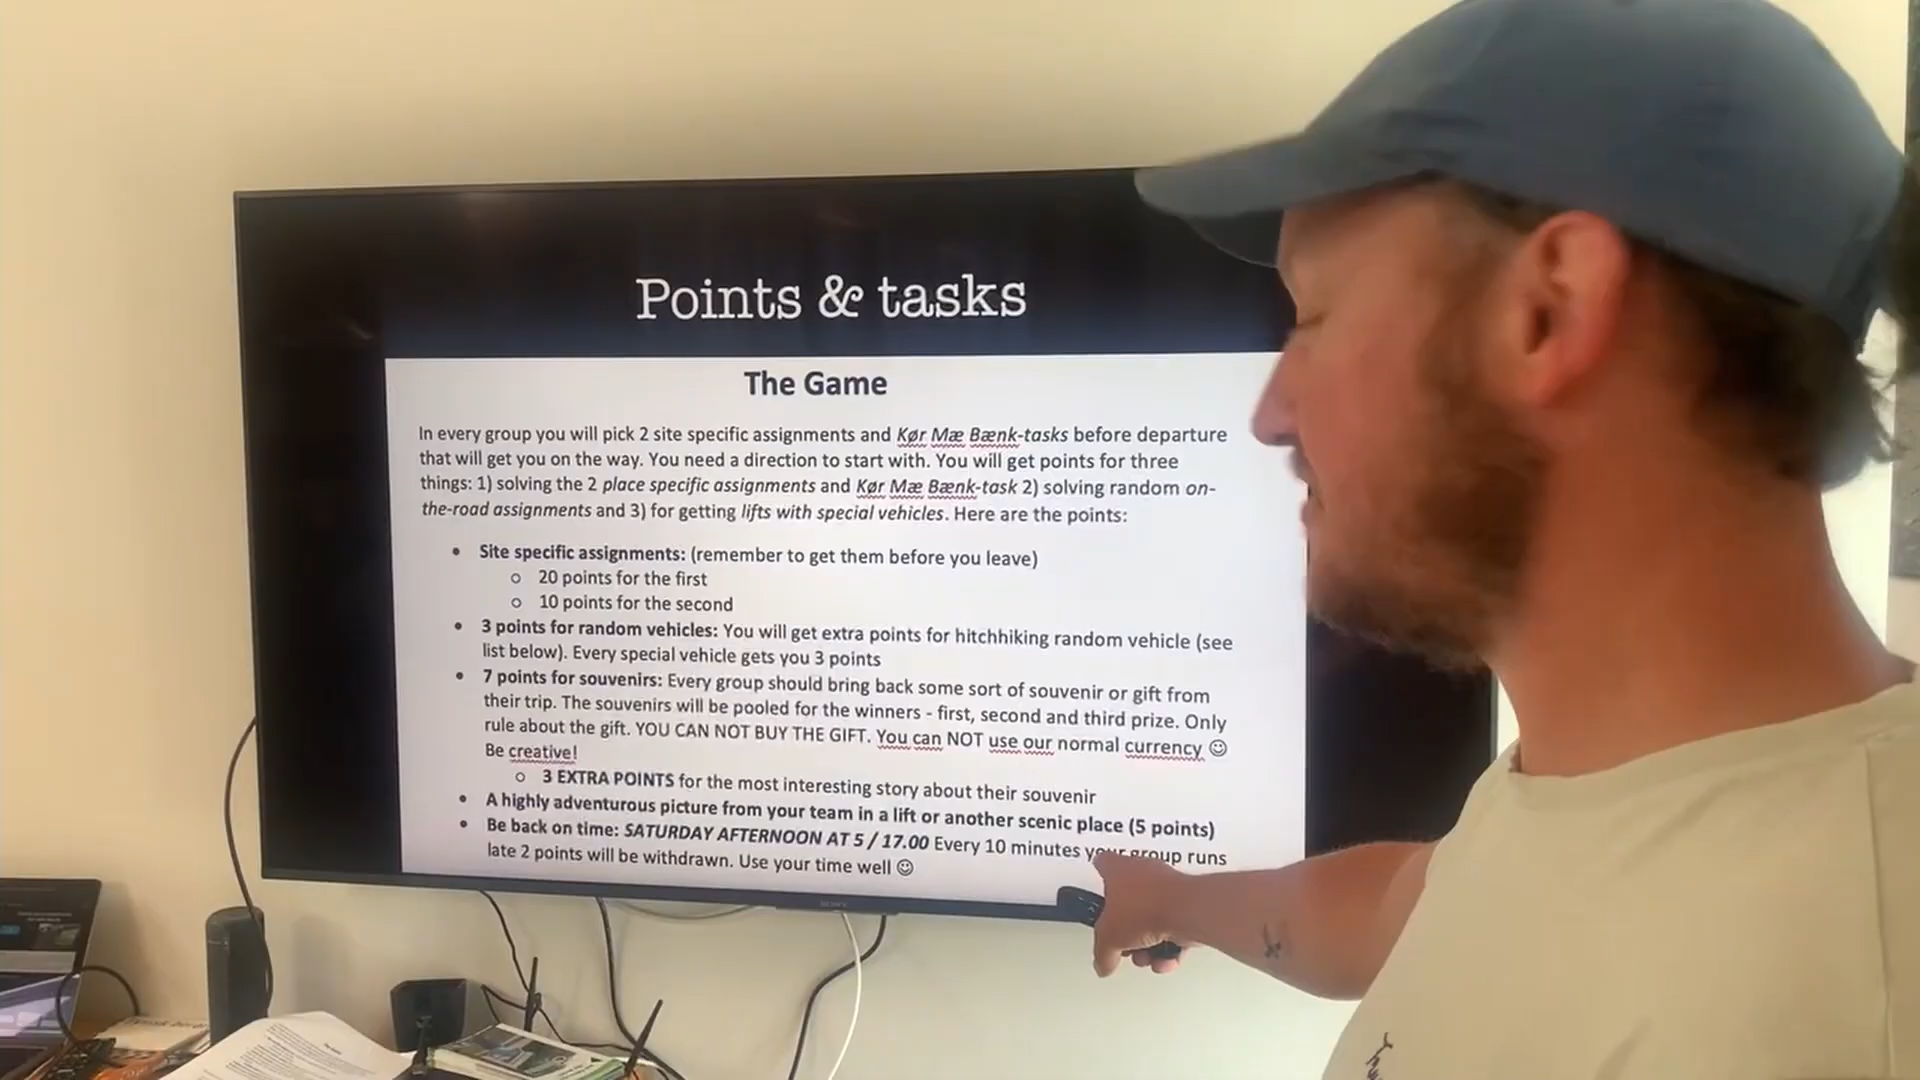 Points & tasks
The Game
In every group you will pick 2 site specific assignments and Kør Mæ Bænk-tasks before departure
that will get you on the way. You need a direction to start with. You will get points for three
things: 1) solving the 2 place specific assignments and Kør Mæ Bænk-task 2) solving random on-
the-road assignments and 3) for getting lifts with special vehicles. Here are the points:
• Site specific assignments: (remember to get them before you leave)
o 20 points for the first
o 10 points for the second
• 3 points for random vehicles: You will get extra points for hitchhiking random vehicle (see
list below). Every special vehicle gets you 3 points
• 7 points for souvenirs: Every group should bring back some sort of souvenir or gift from
their trip. The souvenirs will be pooled for the winners - first, second and third prize. Only
rule about the gift. YOU CAN NOT BUY THE GIFT. You can NOT use our normal currency ☺
Be creative!
o 3 EXTRA POINTS for the most interesting story about their souvenir
• A highly adventurous picture from your team in a lift or another scenic place (5 points)
• Be back on time: SATURDAY AFTERNOON AT 5 / 17.00 Every 10 minutes your group runs
late 2 points will be withdrawn. Use your time well ☺
SONY